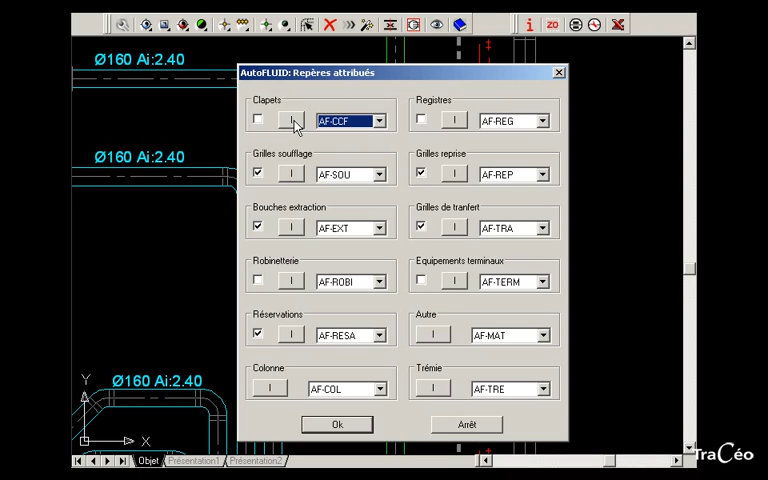 Ø160 Ai:2.40
Ø160 Ai:2.40
Ø160 Ai:2.40
AutoFLUID: Repères attribués
Clapets
I
AF-CCF
Registres
I
AF-REG
Grilles soufflage
I
AF-SOU
Grilles reprise
I
AF-REP
Bouches extraction
I
AF-EXT
Grilles de tranfert
I
AF-TRA
Robinetterie
I
AF-ROBI
Equipements terminaux
I
AF-TERM
Réservations
I
AF-RESA
Autre
I
AF-MAT
Colonne
I
AF-COL
Trémie
I
AF-TRE
Ok
Arrêt
Y
X
Objet
Présentation1
Présentation2
TraCéo